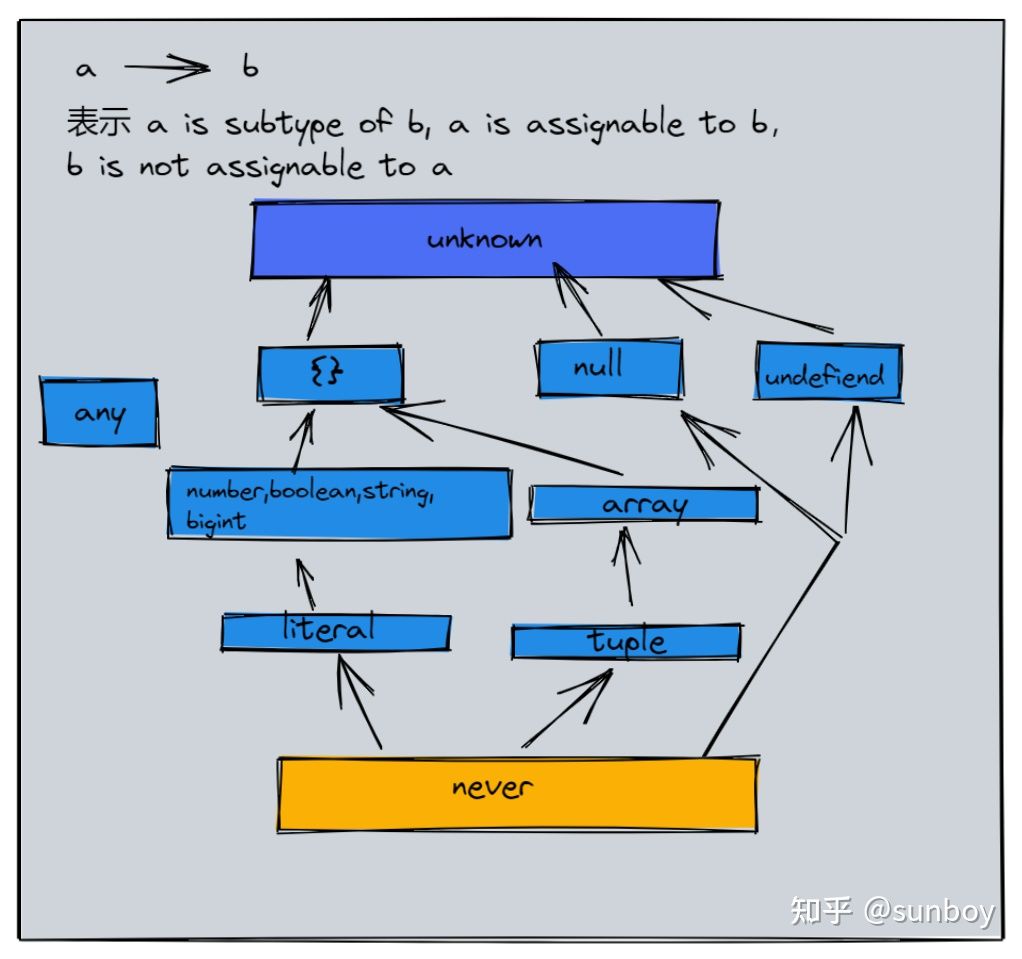 a b
表示 a is subtype of b, a is assignable to b,
b is not assignable to a
unknown
{}
null
undefiend
any
number,boolean,string,
bigint
array
literal
tuple
never
知乎 @sunboy